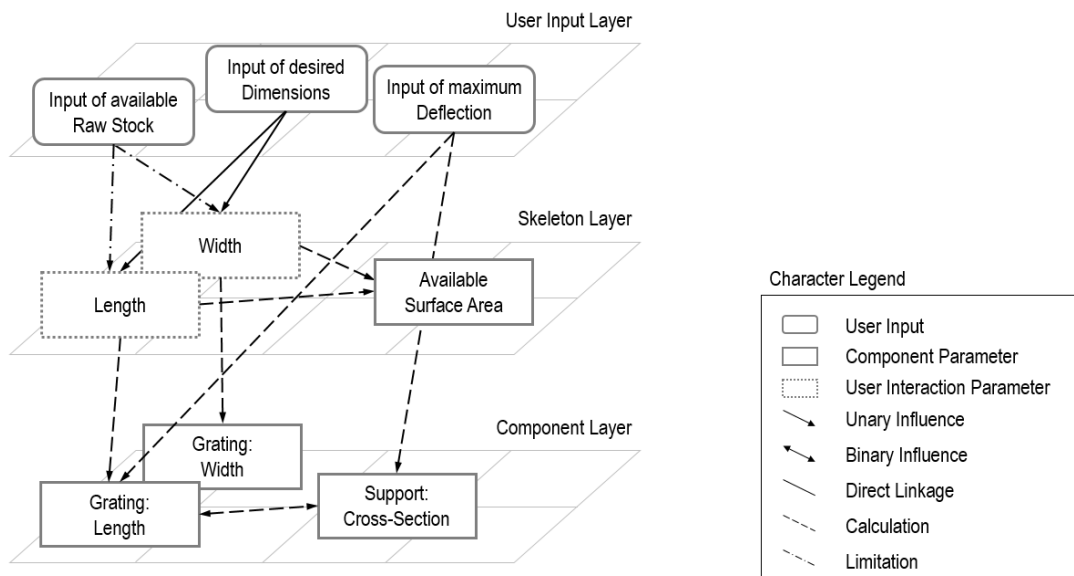 User Input Layer
Input of desired
Dimensions
Input of available
Raw Stock
Input of maximum
Deflection
Skeleton Layer
Width
Length
Available
Surface Area
Component Layer
Grating:
Width
Grating:
Length
Support:
Cross-Section
Character Legend
User Input
Component Parameter
User Interaction Parameter
Unary Influence
Binary Influence
Direct Linkage
Calculation
Limitation